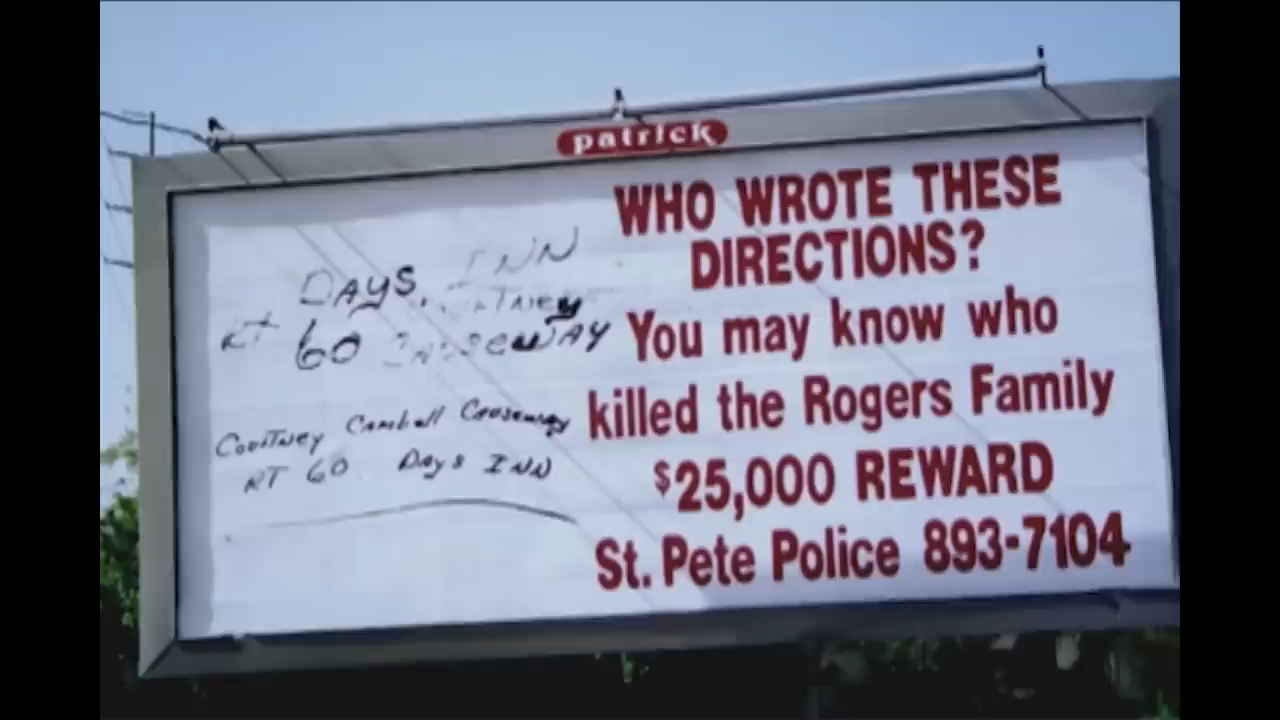 patrick
WHO WROTE THESE
DIRECTIONS?
You may know who
killed the Rogers Family
$25,000 REWARD
St. Pete Police 893-7104
DAYS INN
RT 60
Courtney Cambell Causeway
RT 60 Days INN